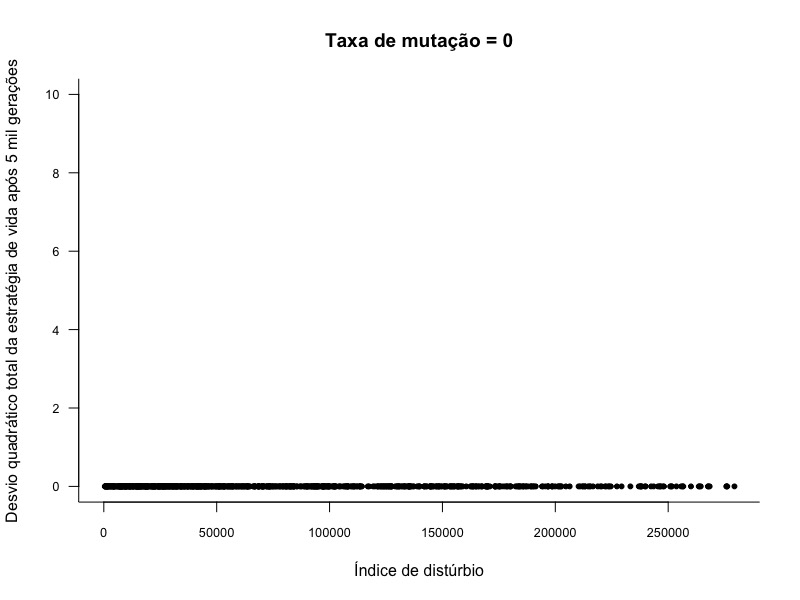 Taxa de mutação = 0
Desvio quadrático total da estratégia de vida após 5 mil gerações
10
8
6
4
2
0
0 50000 100000 150000 200000 250000
Índice de distúrbio